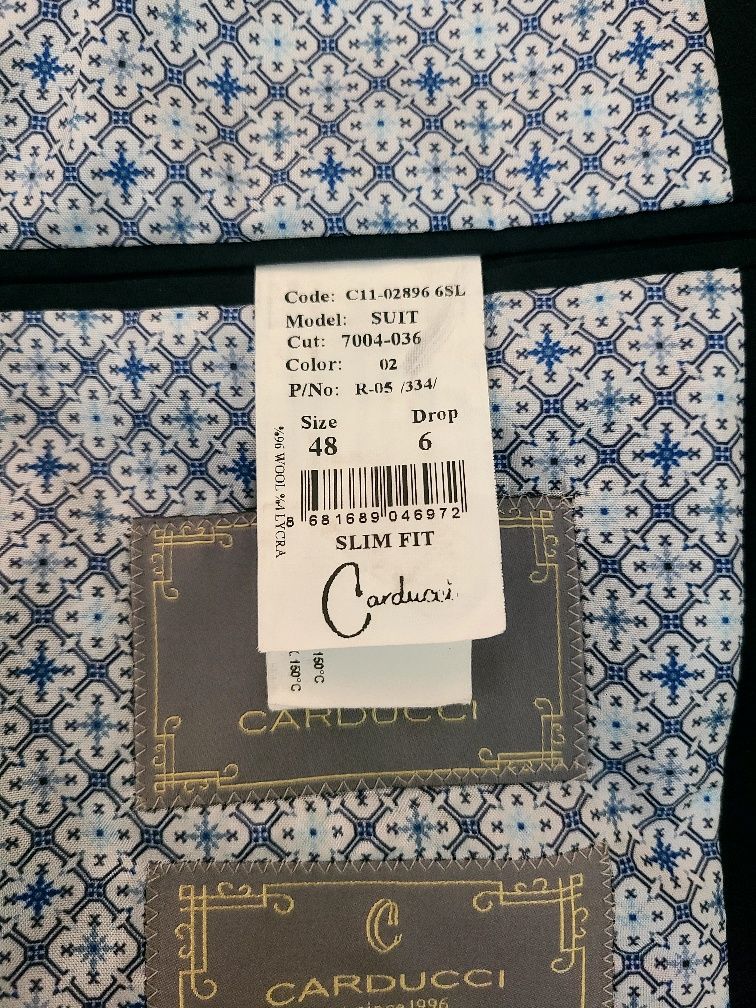 Code: C11-02896 6SL
Model: SUIT
Cut: 7004-036
Color: 02
P/No: R-05 /334/
Size Drop
48 6
%96 WOOL %4 LYCRA
8 681689 046972
SLIM FIT
Carducci
150°C
150°C
CARDUCCI
C
CARDUCCI
since 1996